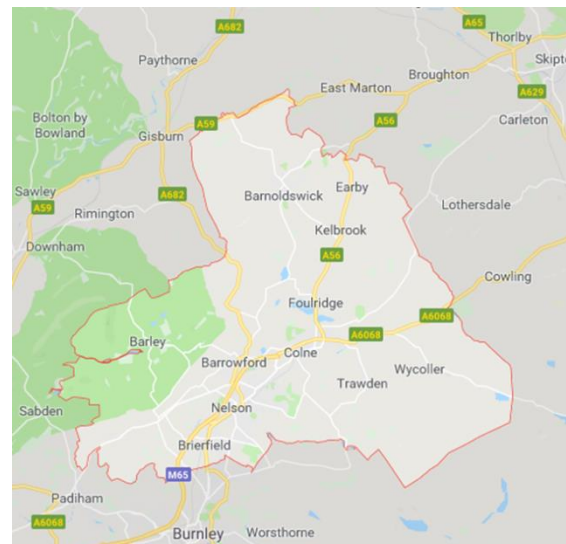 A682
A65
Thorlby
Paythorne
Broughton
Skipt
East Marton
A629
Bolton by
Bowland
A59
A56
Carleton
Gisburn
Sawley
A59
A682
Barnoldswick
Earby
Rimington
Lothersdale
Kelbrook
Downham
A56
Cowling
Foulridge
A6068
A6068
Barley
Colne
Barrowford
Wycoller
Trawden
Sabden
Nelson
Brierfield
M65
Padiham
A6068
Burnley
Worsthorne